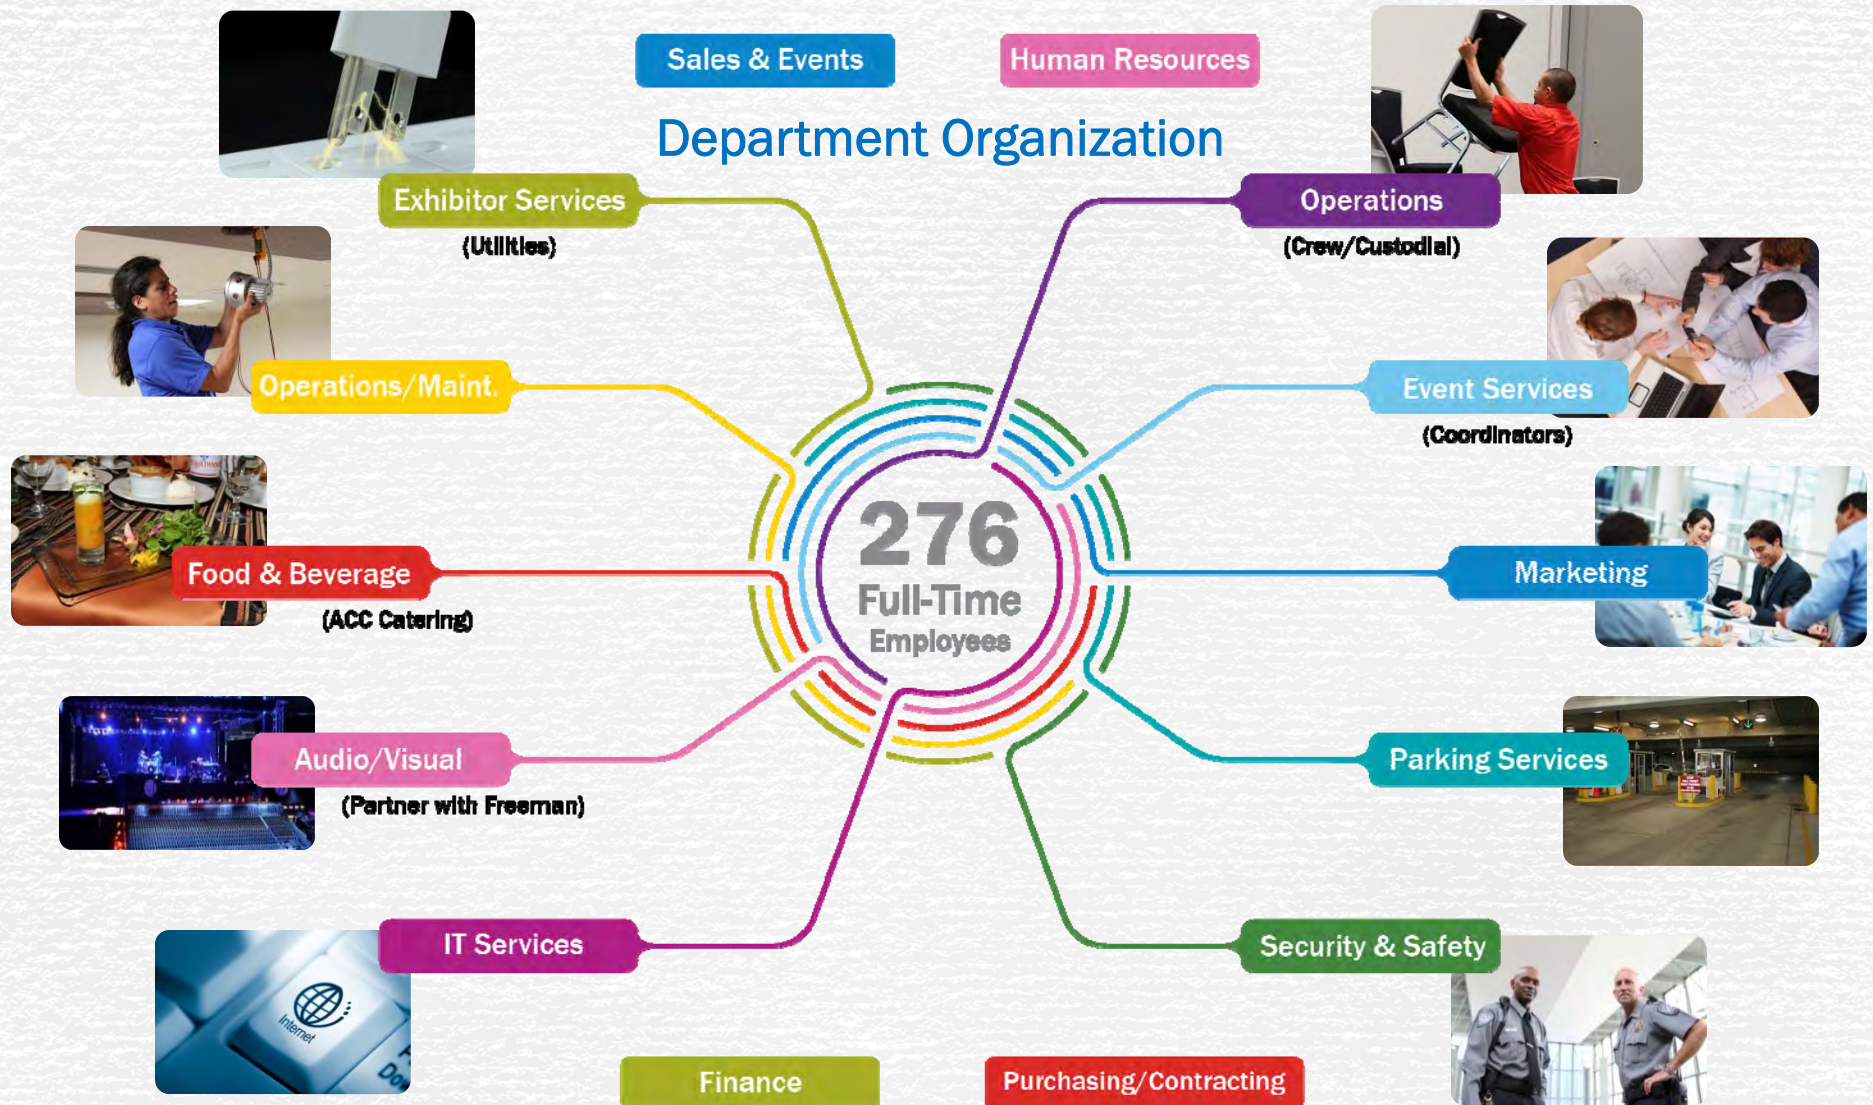 Sales & Events
Human Resources
Department Organization
Exhibitor Services
(Utilities)
Operations
(Crew/Custodial)
Operations/Maint.
Event Services
(Coordinators)
276
Full-Time
Employees
Food & Beverage
(ACC Catering)
Marketing
Audio/Visual
(Partner with Freeman)
Parking Services
IT Services
Security & Safety
Internet
Finance
Purchasing/Contracting